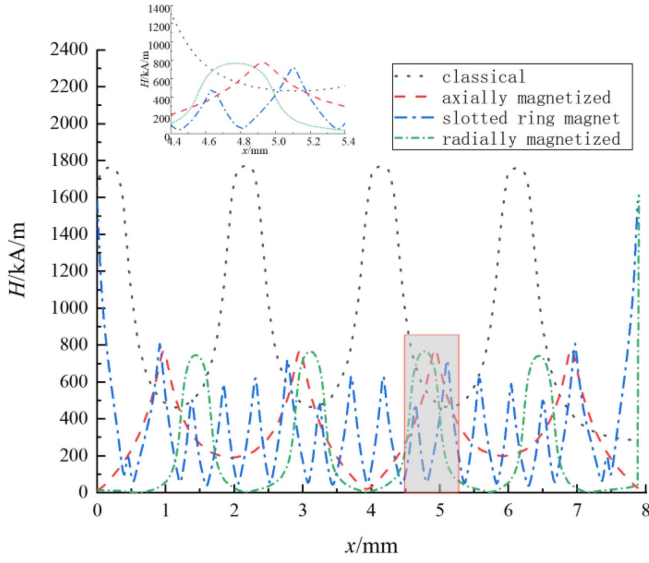 1400
1200
1000
800
600
400
200
0
H/kA/m
4.4 4.6 4.8 5.0 5.2 5.4
x/mm
classical
axially magnetized
slotted ring magnet
radially magnetized
2400
2200
2000
1800
1600
1400
1200
1000
800
600
400
200
0
H/kA/m
0 1 2 3 4 5 6 7 8
x/mm